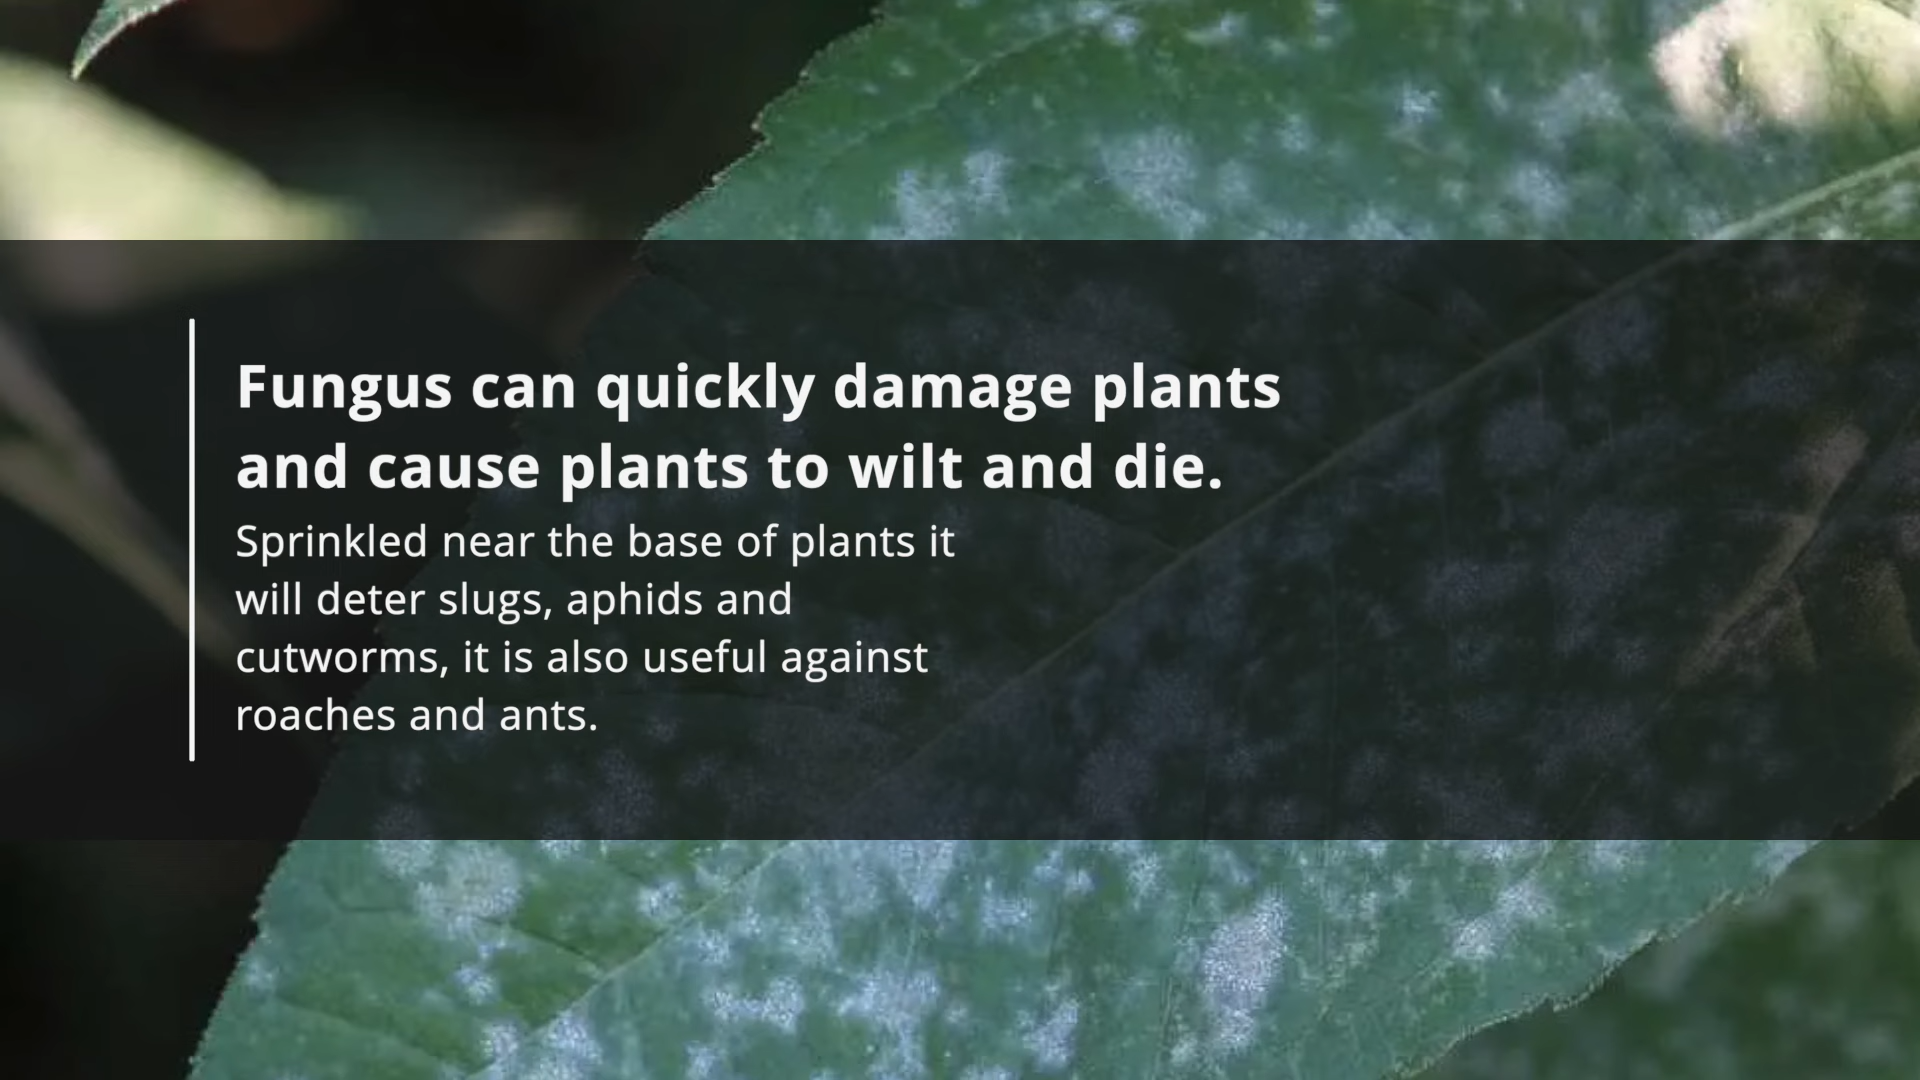 Fungus can quickly damage plants
and cause plants to wilt and die.
Sprinkled near the base of plants it
will deter slugs, aphids and
cutworms, it is also useful against
roaches and ants.